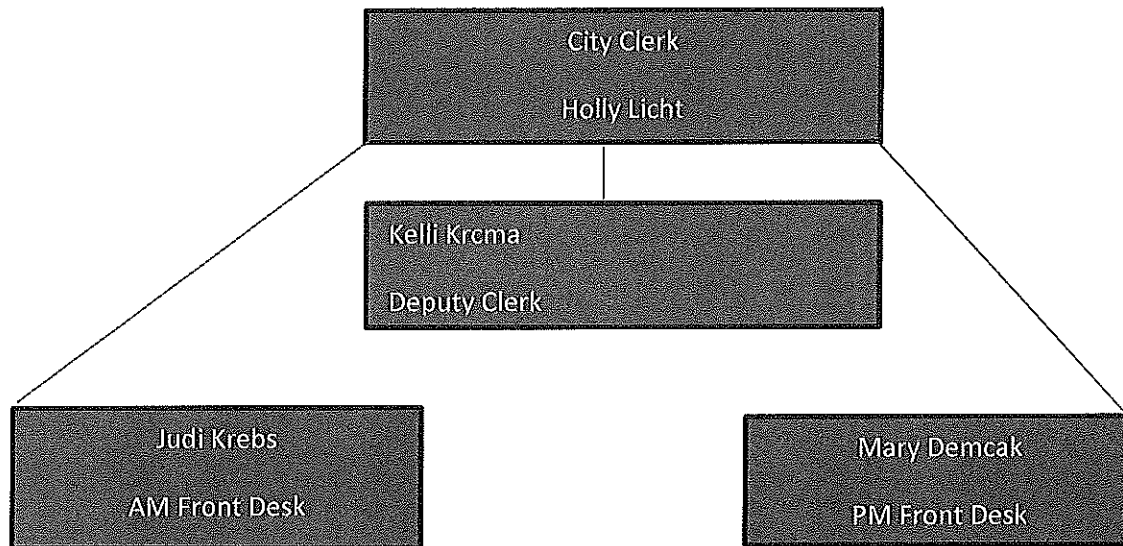 City Clerk
Holly Licht
Kelli Krcma
Deputy Clerk
Judi Krebs
AM Front Desk
Mary Demcak
PM Front Desk